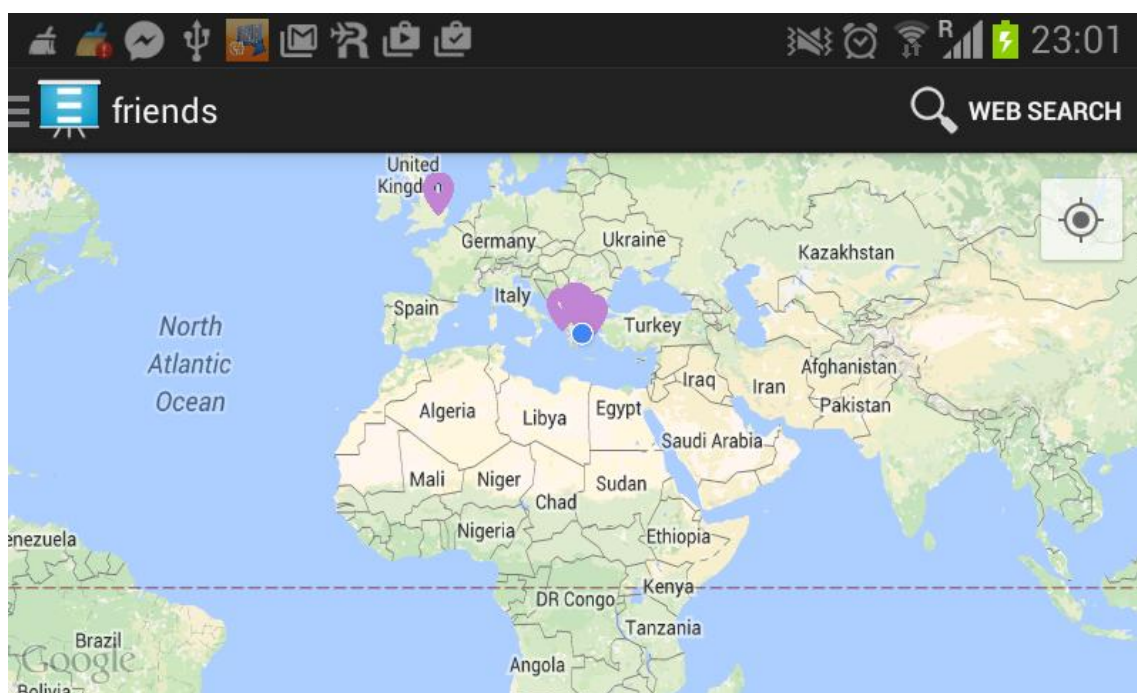 R 23:01
friends WEB SEARCH
United
Kingd
Germany Ukraine Kazakhstan
Spain Italy Turkey
North
Atlantic
Ocean
Afghanistan
Iraq Iran
Pakistan
Algeria Libya Egypt
Saudi Arabia
Mali Niger Chad Sudan
Nigeria Ethiopia
enezuela
DR Congo Kenya
Tanzania
Brazil
Google
Angola
Bolivia